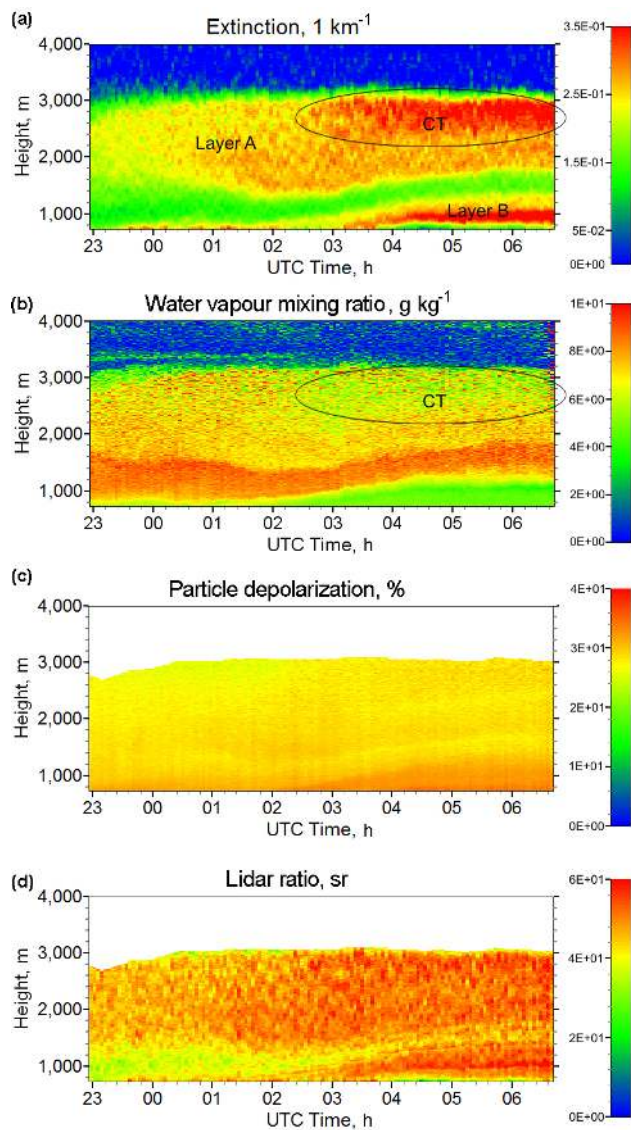 (a)
Extinction, 1 km⁻¹
4,000
3,000
2,000
1,000
Height, m
Layer A
CT
Layer B
23 00 01 02 03 04 05 06
UTC Time, h
3.5E-01
2.5E-01
1.5E-01
5E-02
0E+00
(b)
Water vapour mixing ratio, g kg⁻¹
4,000
3,000
2,000
1,000
Height, m
CT
23 00 01 02 03 04 05 06
UTC Time, h
1E+01
8E+00
6E+00
4E+00
2E+00
0E+00
(c)
Particle depolarization, %
4,000
3,000
2,000
1,000
Height, m
23 00 01 02 03 04 05 06
UTC Time, h
4E+01
3E+01
2E+01
1E+01
0E+00
(d)
Lidar ratio, sr
4,000
3,000
2,000
1,000
Height, m
23 00 01 02 03 04 05 06
UTC Time, h
6E+01
4E+01
2E+01
0E+00